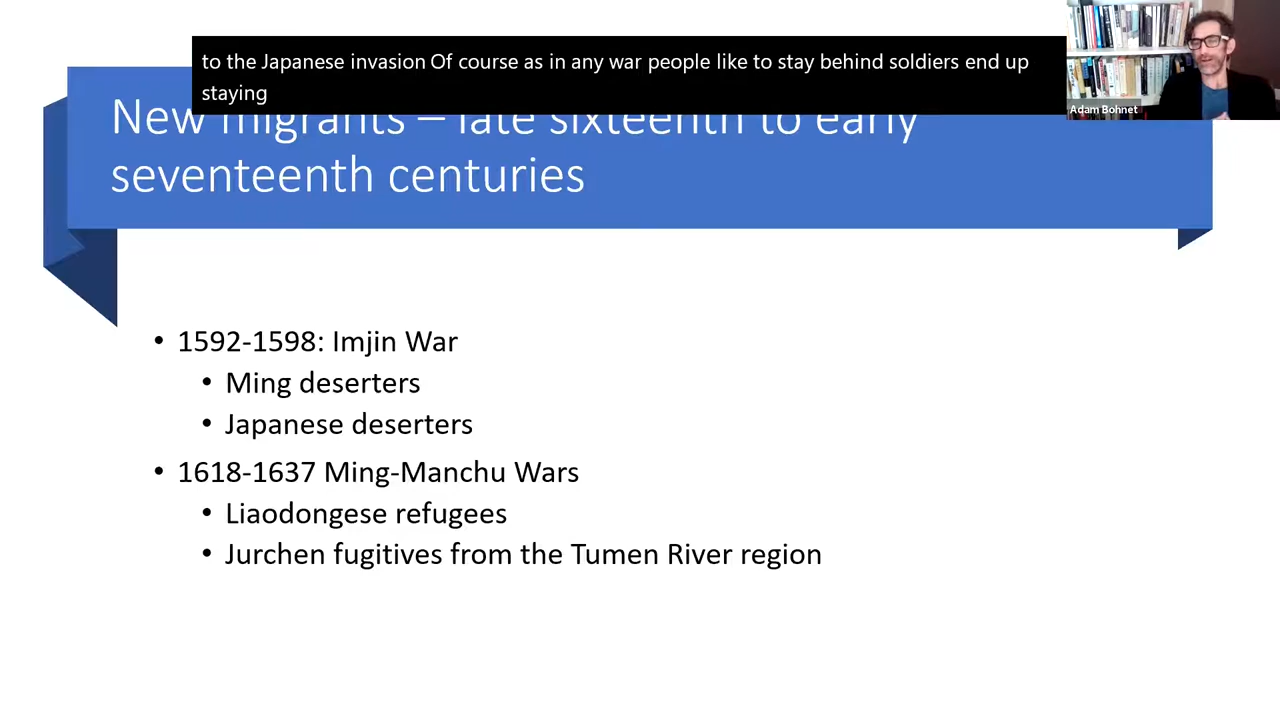 to the Japanese invasion Of course as in any war people like to stay behind soldiers end up
staying
Adam Bohnet
New migrants – late sixteenth to early
seventeenth centuries
• 1592-1598: Imjin War
• Ming deserters
• Japanese deserters
• 1618-1637 Ming-Manchu Wars
• Liaodongese refugees
• Jurchen fugitives from the Tumen River region